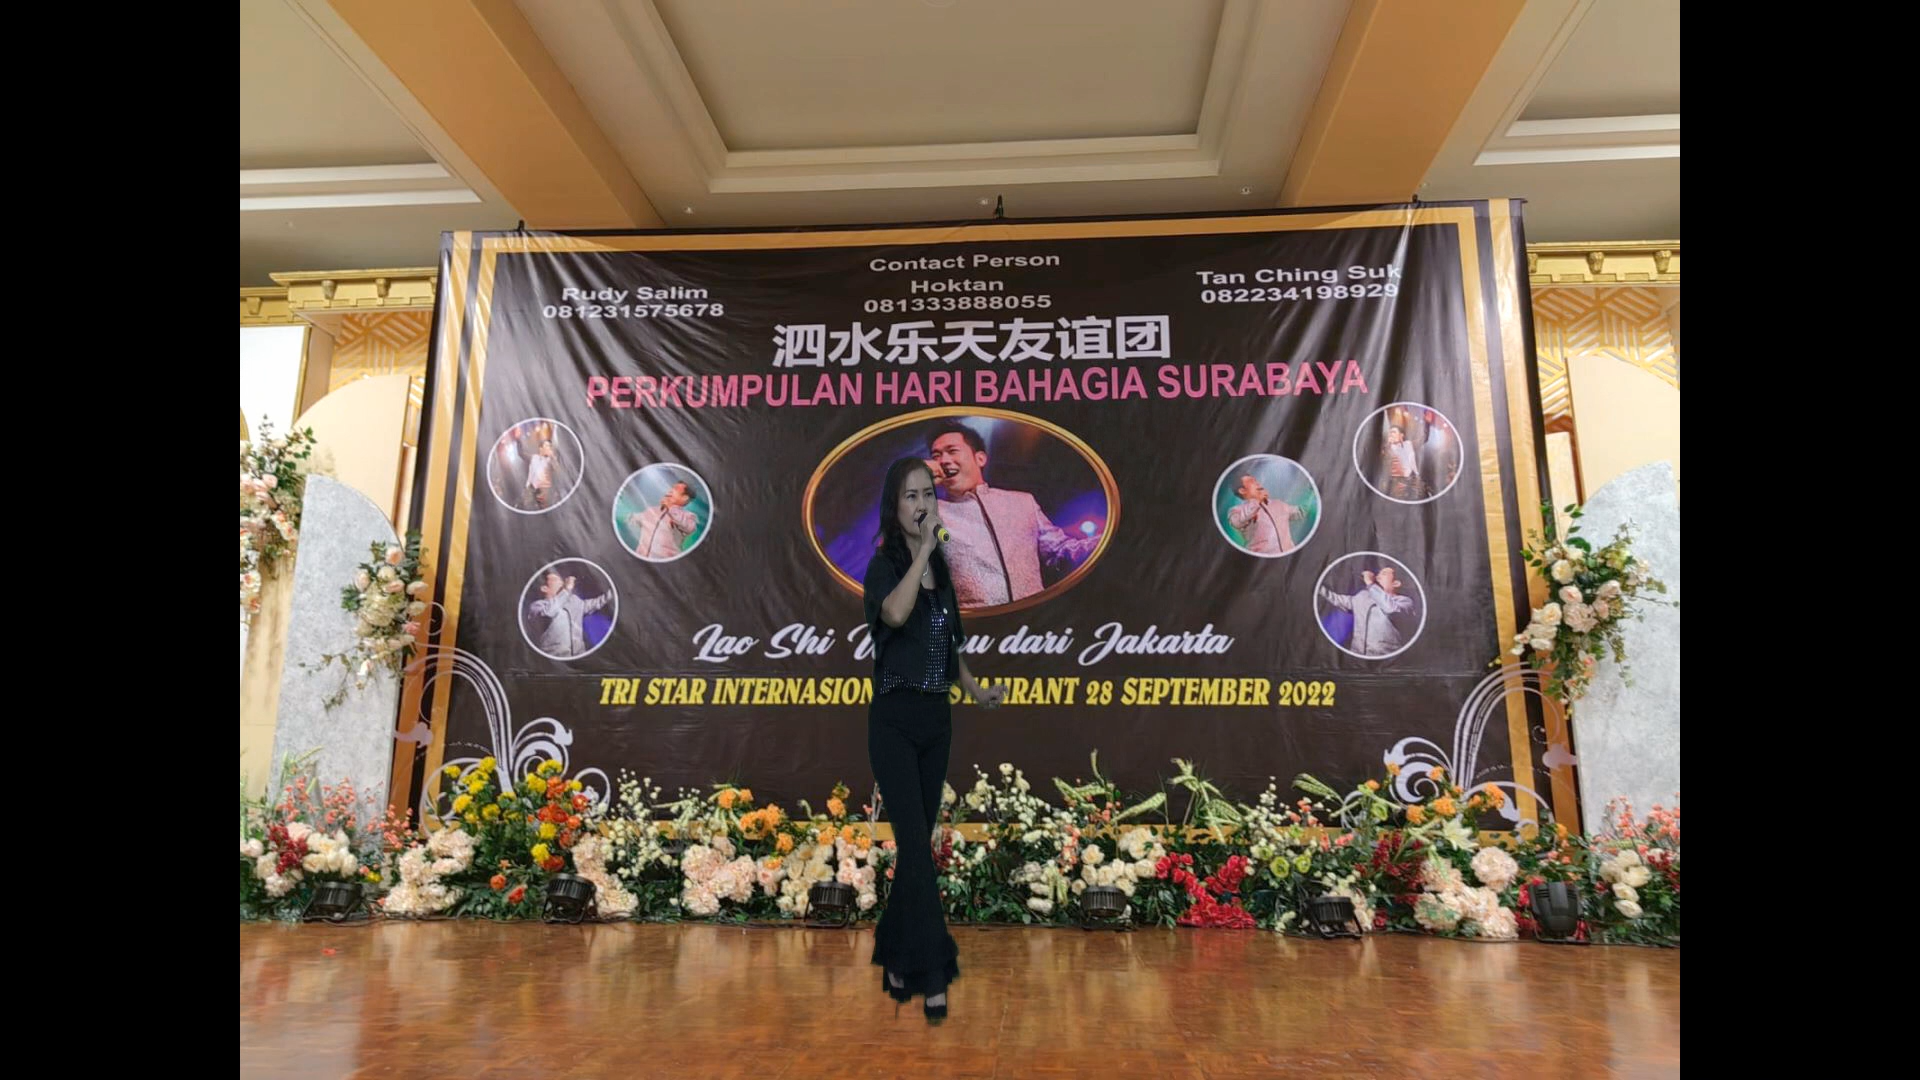 Contact Person
Rudy Salim
081231575678
Hoktan
081333888055
Tan Ching Suk
082234198929
泗水乐天友谊团
PERKUMPULAN HARI BAHAGIA SURABAYA
Lao Shi dari Jakarta
TRI STAR 28 SEPTEMBER 2022